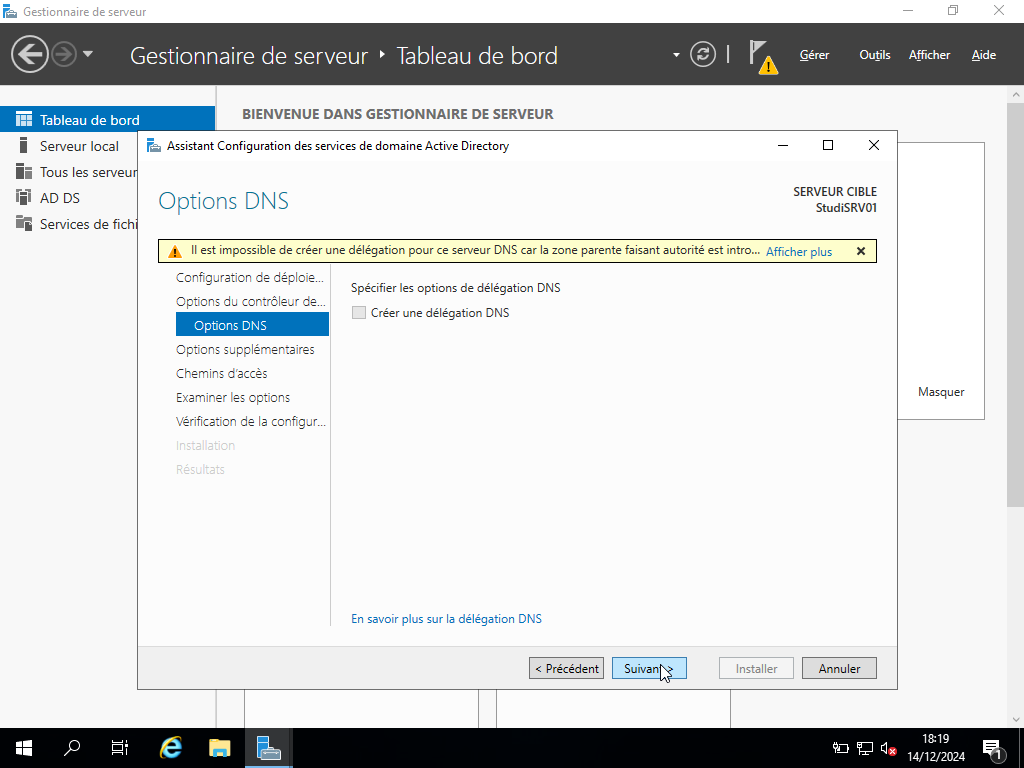 Gestionnaire de serveur
Gestionnaire de serveur ‣ Tableau de bord
Gérer
Outils
Afficher
Aide
Tableau de bord
Serveur local
Tous les serveur
AD DS
Services de fichi
BIENVENUE DANS GESTIONNAIRE DE SERVEUR
Masquer
Assistant Configuration des services de domaine Active Directory
Options DNS
SERVEUR CIBLE
StudiSRV01
Il est impossible de créer une délégation pour ce serveur DNS car la zone parente faisant autorité est intro... Afficher plus
Configuration de déploie...
Options du contrôleur de...
Options DNS
Options supplémentaires
Chemins d'accès
Examiner les options
Vérification de la configur...
Installation
Résultats
Spécifier les options de délégation DNS
Créer une délégation DNS
En savoir plus sur la délégation DNS
< Précédent
Suivant >
Installer
Annuler
18:19
14/12/2024
1